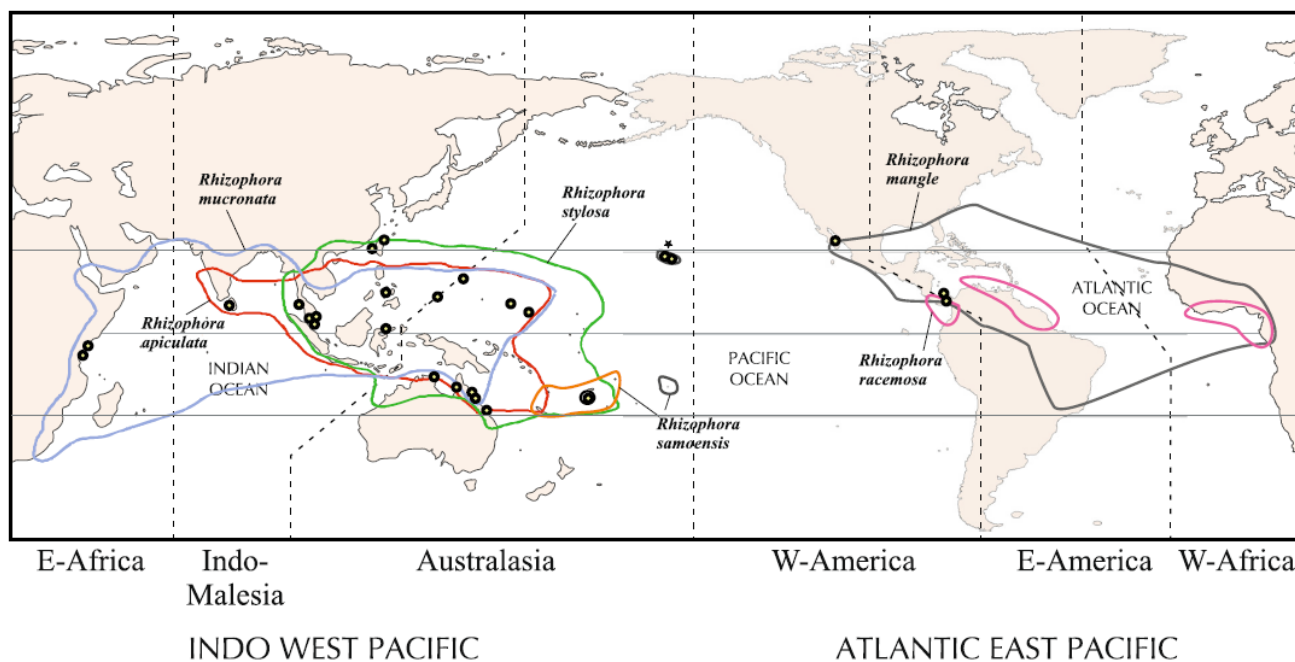 Rhizophora
mucronata
Rhizophora
stylosa
Rhizophora
mangle
Rhizophora
apiculata
INDIAN
OCEAN
PACIFIC
OCEAN
ATLANTIC
OCEAN
Rhizophora
racemosa
Rhizophora
samoensis
E-Africa
Indo-
Malesia
Australasia
W-America
E-America
W-Africa
INDO WEST PACIFIC
ATLANTIC EAST PACIFIC